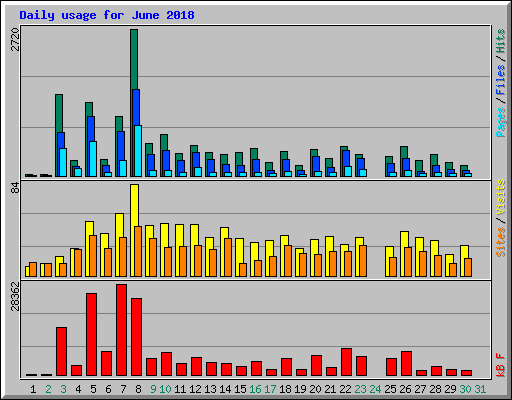 Daily usage for June 2018
2720
Pages / Files / Hits
84
Sites / Visits
28362
kB F
1 2 3 4 5 6 7 8 9 10 11 12 13 14 15 16 17 18 19 20 21 22 23 24 25 26 27 28 29 30 31